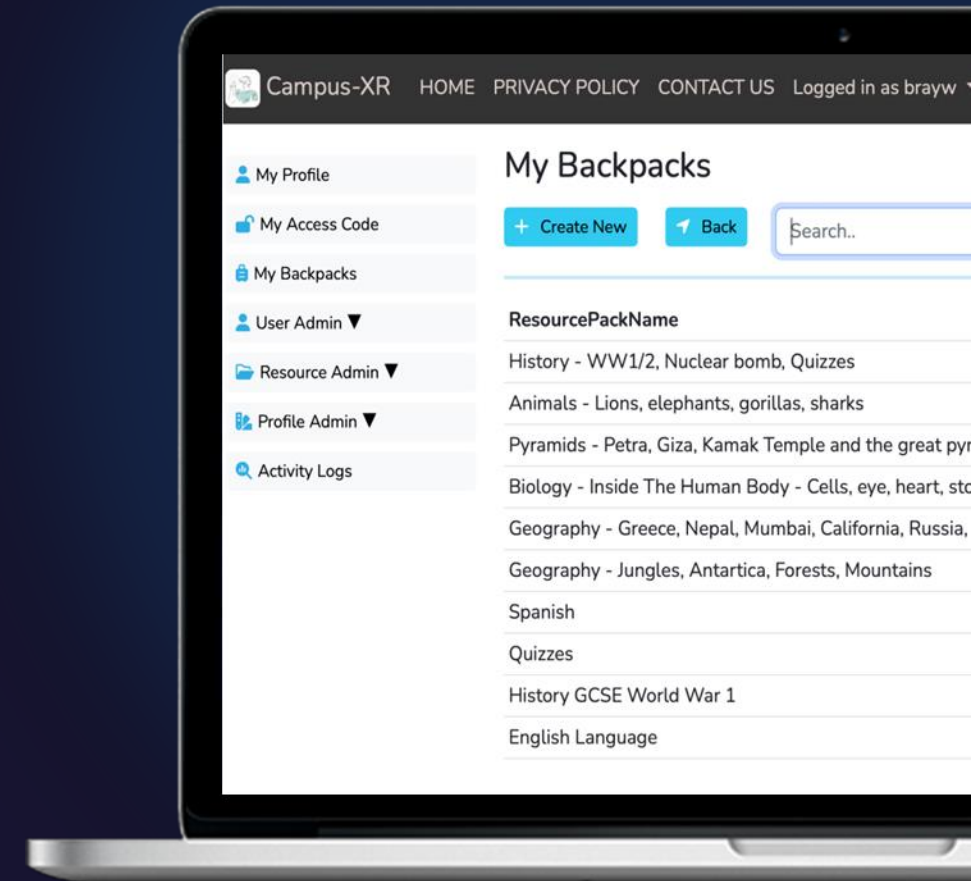 Campus-XR HOME PRIVACY POLICY CONTACT US Logged in as brayw
My Profile
My Access Code
My Backpacks
User Admin
Resource Admin
Profile Admin
Activity Logs
My Backpacks
+ Create New Back Search..
ResourcePackName
History - WW1/2, Nuclear bomb, Quizzes
Animals - Lions, elephants, gorillas, sharks
Pyramids - Petra, Giza, Kamak Temple and the great pyr
Biology - Inside The Human Body - Cells, eye, heart, sto
Geography - Greece, Nepal, Mumbai, California, Russia,
Geography - Jungles, Antartica, Forests, Mountains
Spanish
Quizzes
History GCSE World War 1
English Language